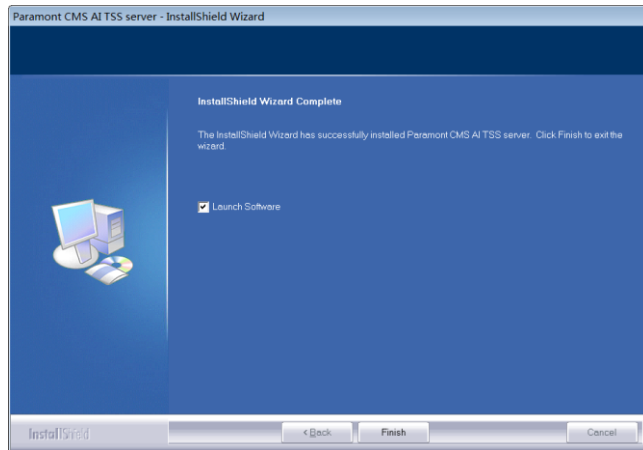 Paramont CMS AI TSS server - InstallShield Wizard
InstallShield Wizard Complete
The InstallShield Wizard has successfully installed Paramont CMS AI TSS server. Click Finish to exit the
wizard.
Launch Software
InstallShield
< Back
Finish
Cancel